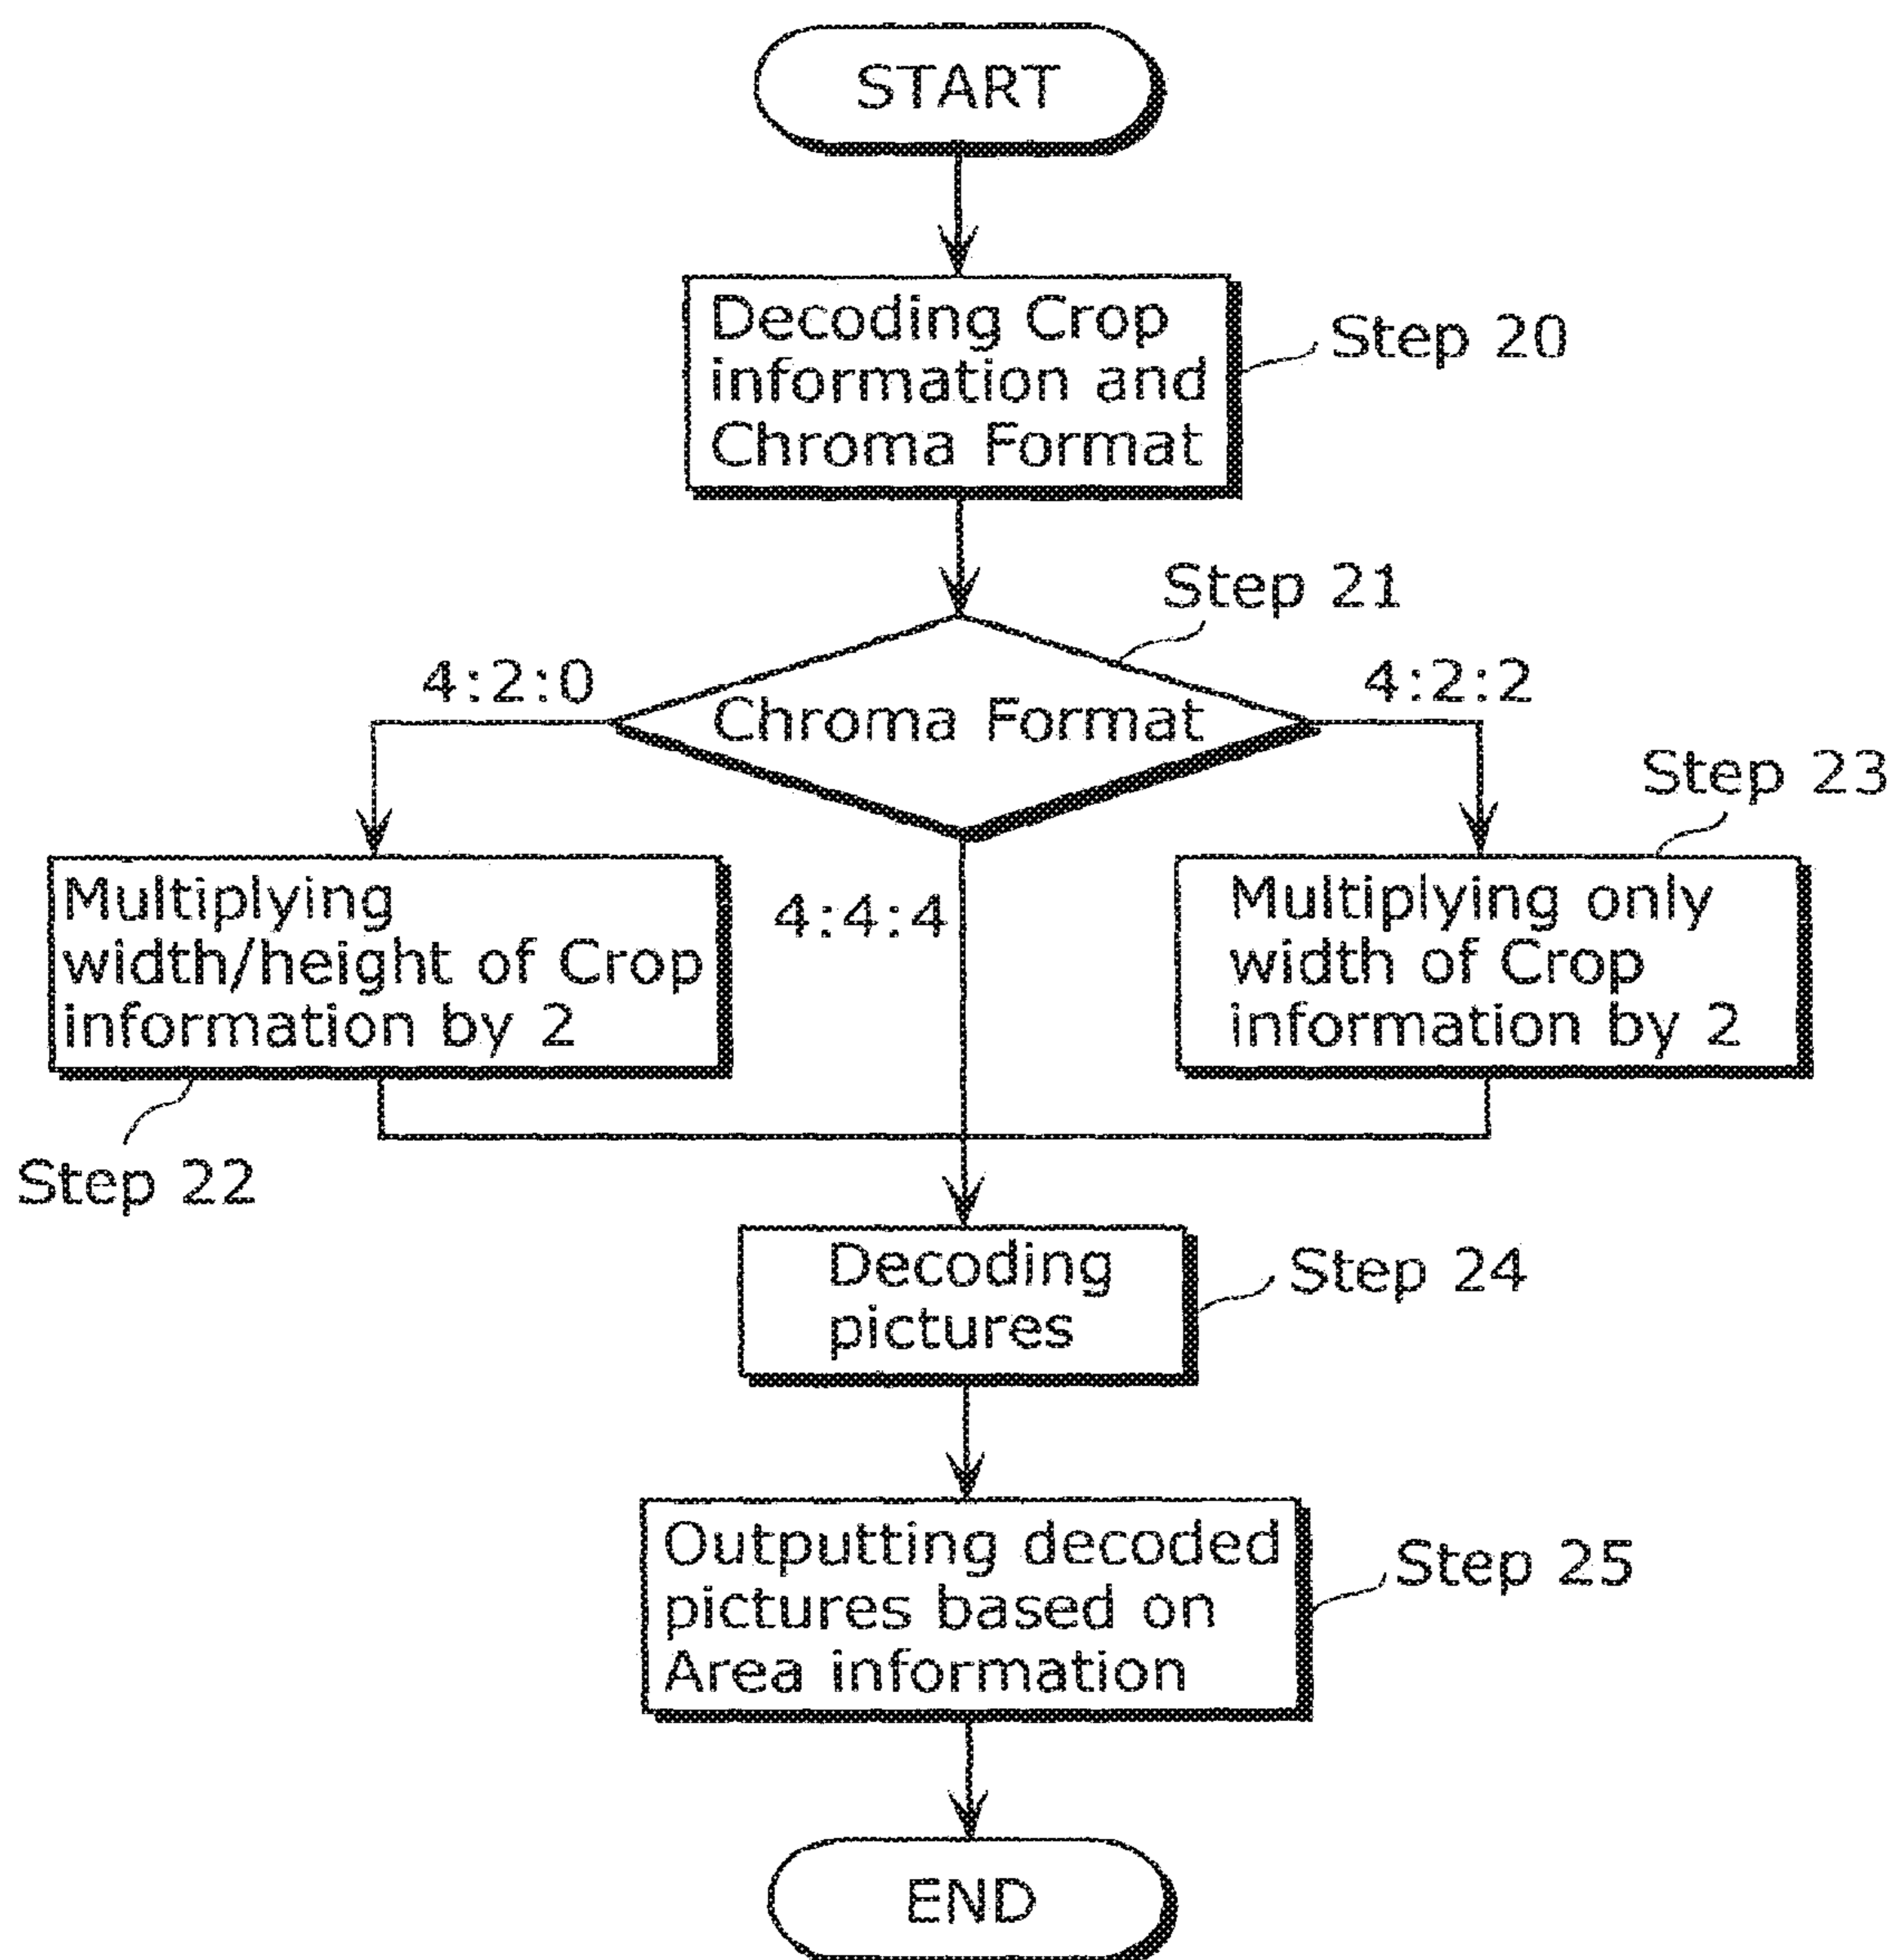 START
Decoding Crop
information and
Chroma Format
Step 20
Step 21
4:2:0
Chroma Format
4:2:2
Step 23
Multiplying
width/height of Crop
information by 2
4:4:4
Multiplying only
width of Crop
information by 2
Step 22
Decoding
pictures
Step 24
Outputting decoded
pictures based on
Area information
Step 25
END